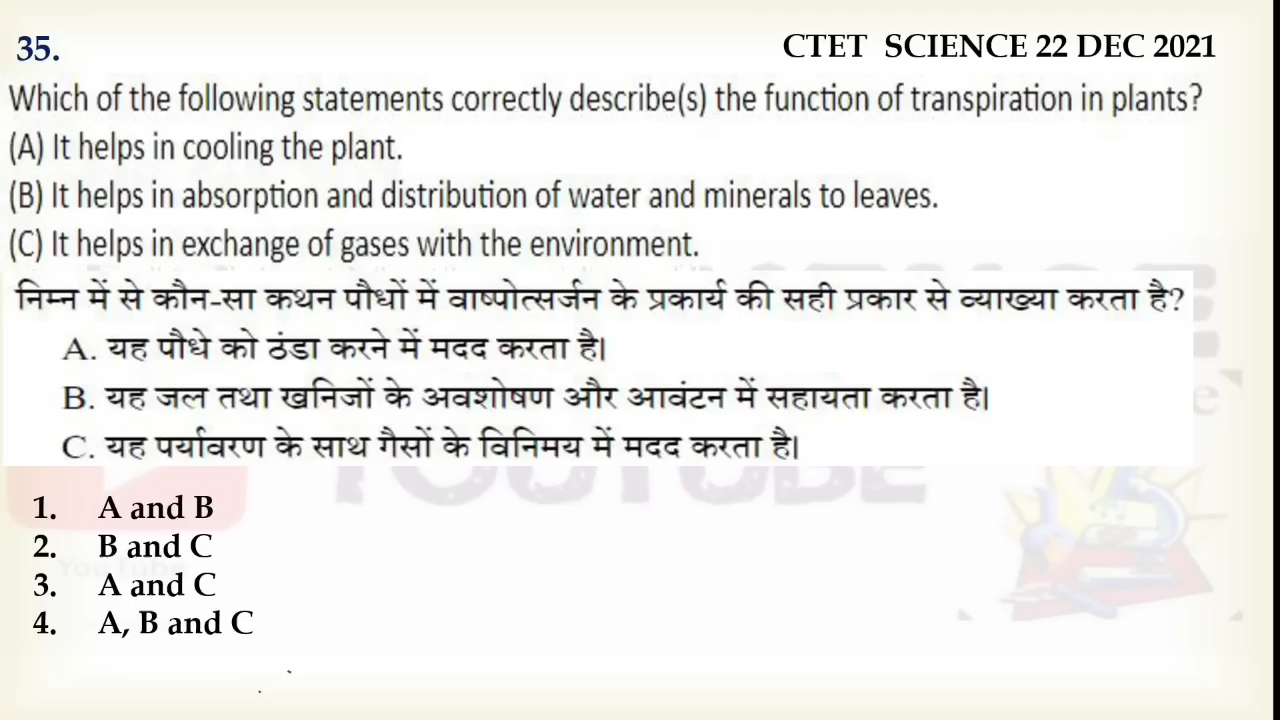 35.
CTET SCIENCE 22 DEC 2021
Which of the following statements correctly describe(s) the function of transpiration in plants?
(A) It helps in cooling the plant.
(B) It helps in absorption and distribution of water and minerals to leaves.
(C) It helps in exchange of gases with the environment.
निम्न में से कौन-सा कथन पौधों में वाष्पोत्सर्जन के प्रकार्य की सही प्रकार से व्याख्या करता है?
A. यह पौधे को ठंडा करने में मदद करता है।
B. यह जल तथा खनिजों के अवशोषण और आवंटन में सहायता करता है।
C. यह पर्यावरण के साथ गैसों के विनिमय में मदद करता है।
YOUTUBE
1. A and B
2. B and C
YouTube
3. A and C
4. A, B and C